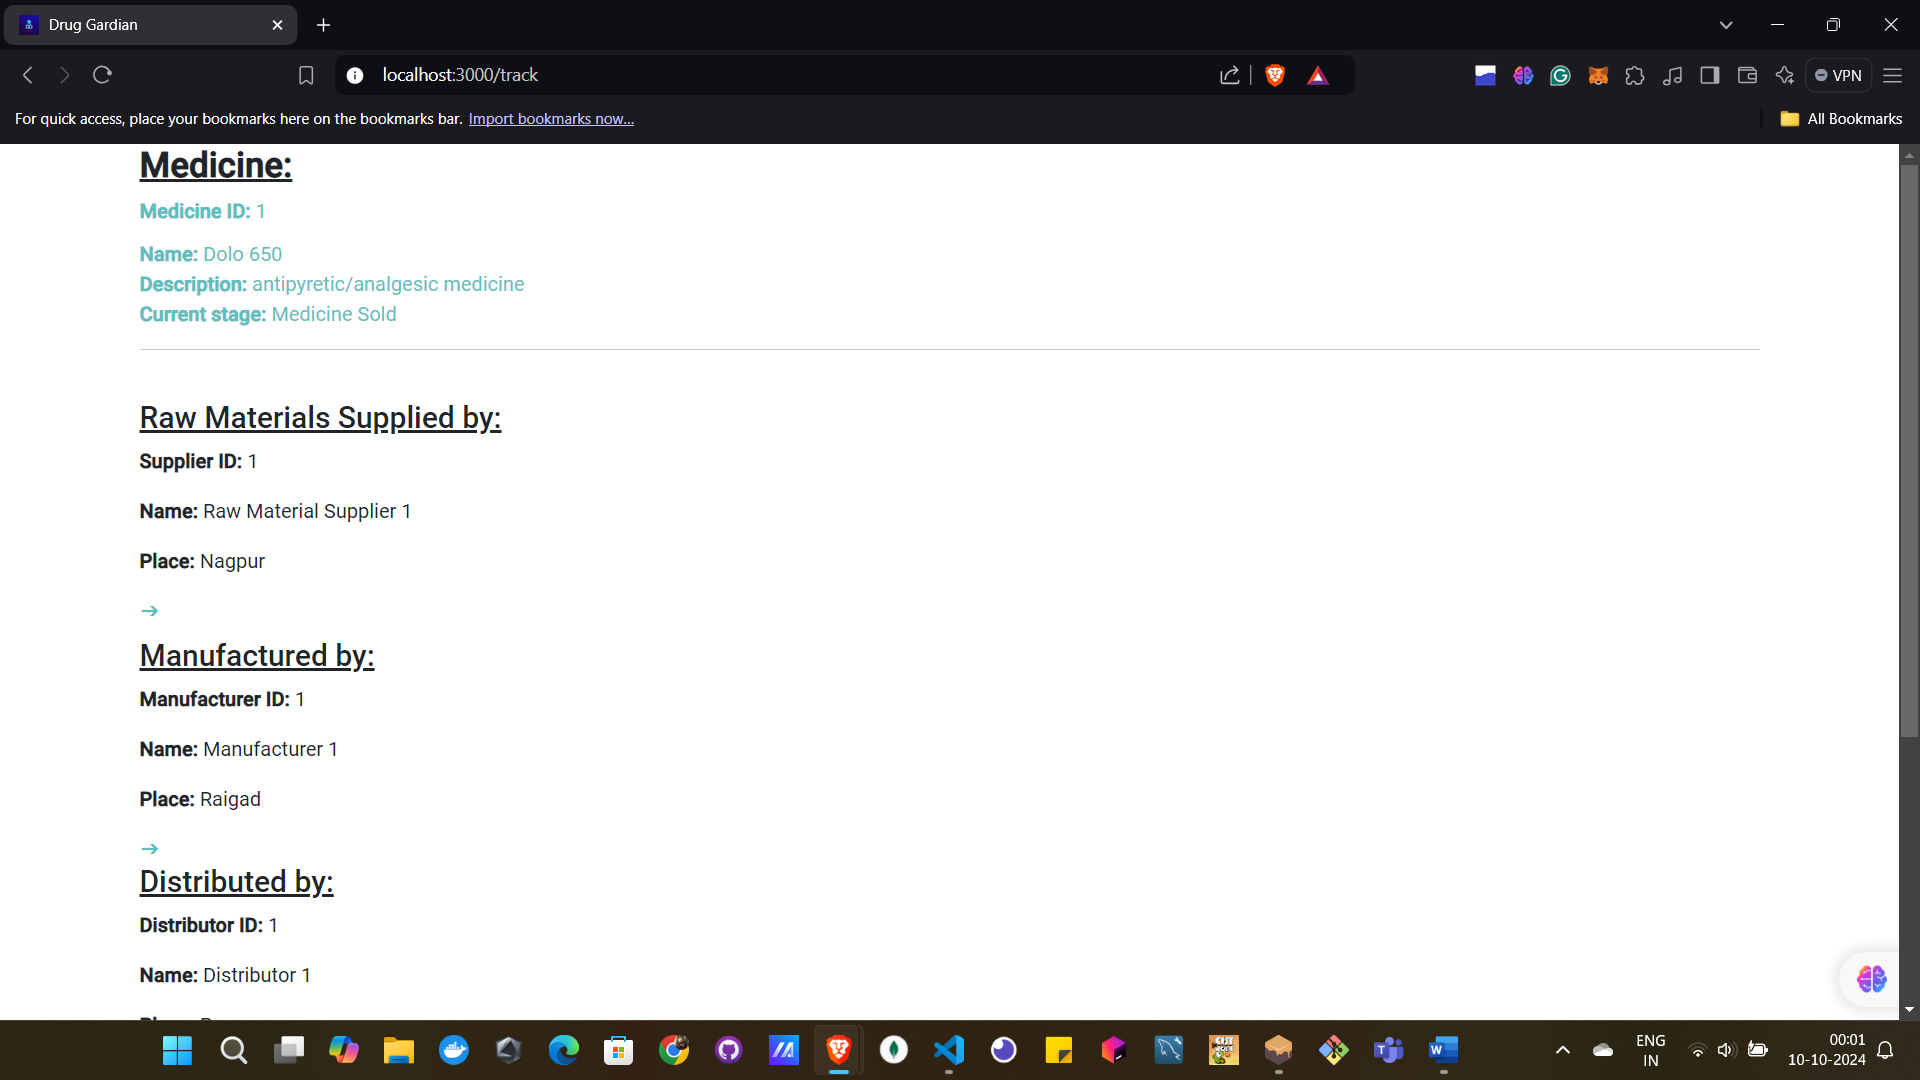 Drug Gardian
localhost:3000/track
VPN
For quick access, place your bookmarks here on the bookmarks bar. Import bookmarks now...
All Bookmarks
Medicine:
Medicine ID: 1
Name: Dolo 650
Description: antipyretic/analgesic medicine
Current stage: Medicine Sold
Raw Materials Supplied by:
Supplier ID: 1
Name: Raw Material Supplier 1
Place: Nagpur
→
Manufactured by:
Manufacturer ID: 1
Name: Manufacturer 1
Place: Raigad
→
Distributed by:
Distributor ID: 1
Name: Distributor 1
ENG
IN
00:01
10-10-2024